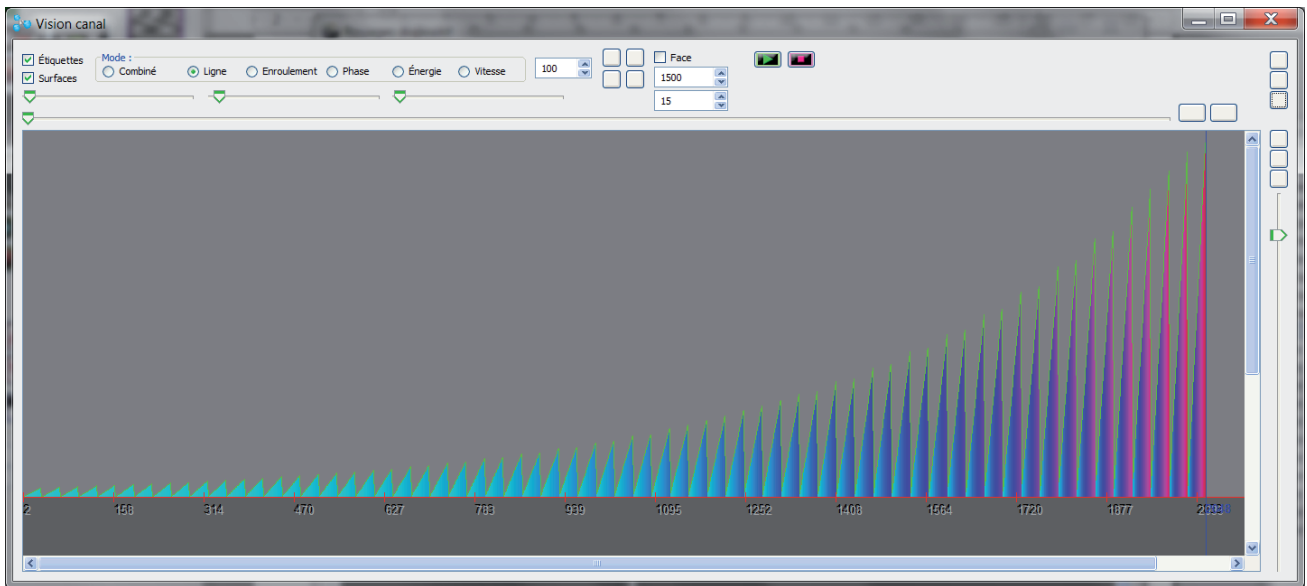 Vision canal
Étiquettes
Surfaces
Mode :
Combiné Ligne Enroulement Phase Énergie Vitesse
100
Face
1500
15
2 158 314 470 627 783 939 1095 1252 1408 1564 1720 1877